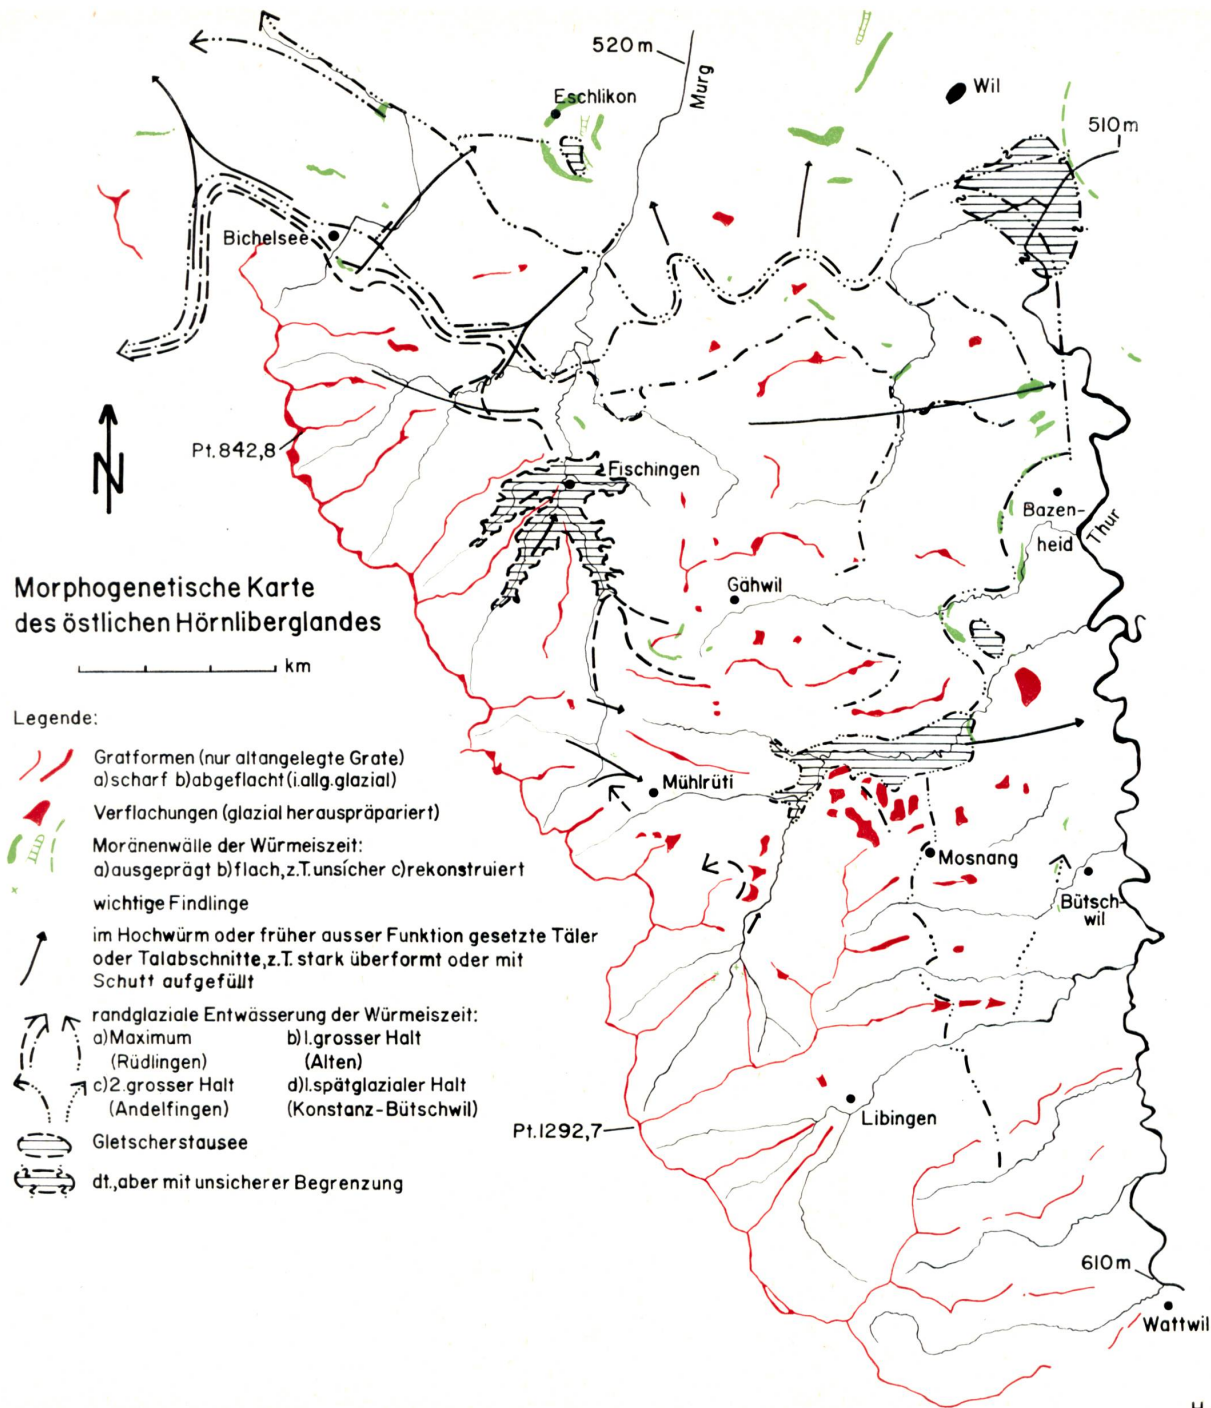 520m
Murg
Eschlikon
Wil
510m
Bichelsee
Pt.842,8
N
Fischingen
Bazen-
heid
Thur
Morphogenetische Karte
des östlichen Hörnliberglandes
km
Gähwil
Legende:
Gratformen (nur altangelegte Grate)
a)scharf b)abgeflacht (i.allg.glazial)
Verflachungen (glazial herauspräpariert)
Moränenwälle der Würmeiszeit:
a)ausgeprägt b)flach,z.T.unsicher c)rekonstruiert
wichtige Findlinge
im Hochwürm oder früher ausser Funktion gesetzte Täler
oder Talabschnitte,z.T. stark überformt oder mit
Schutt aufgefüllt
randglaziale Entwässerung der Würmeiszeit:
a)Maximum b)1.grosser Halt
(Rüdlingen) (Alten)
c)2.grosser Halt d)1.spätglazialer Halt
(Andelfingen) (Konstanz-Bütschwil)
Gletscherstausee
dt.,aber mit unsicherer Begrenzung
Mühlrüti
Mosnang
Bütsch-
wil
Libingen
Pt.1292,7
610m
Wattwil